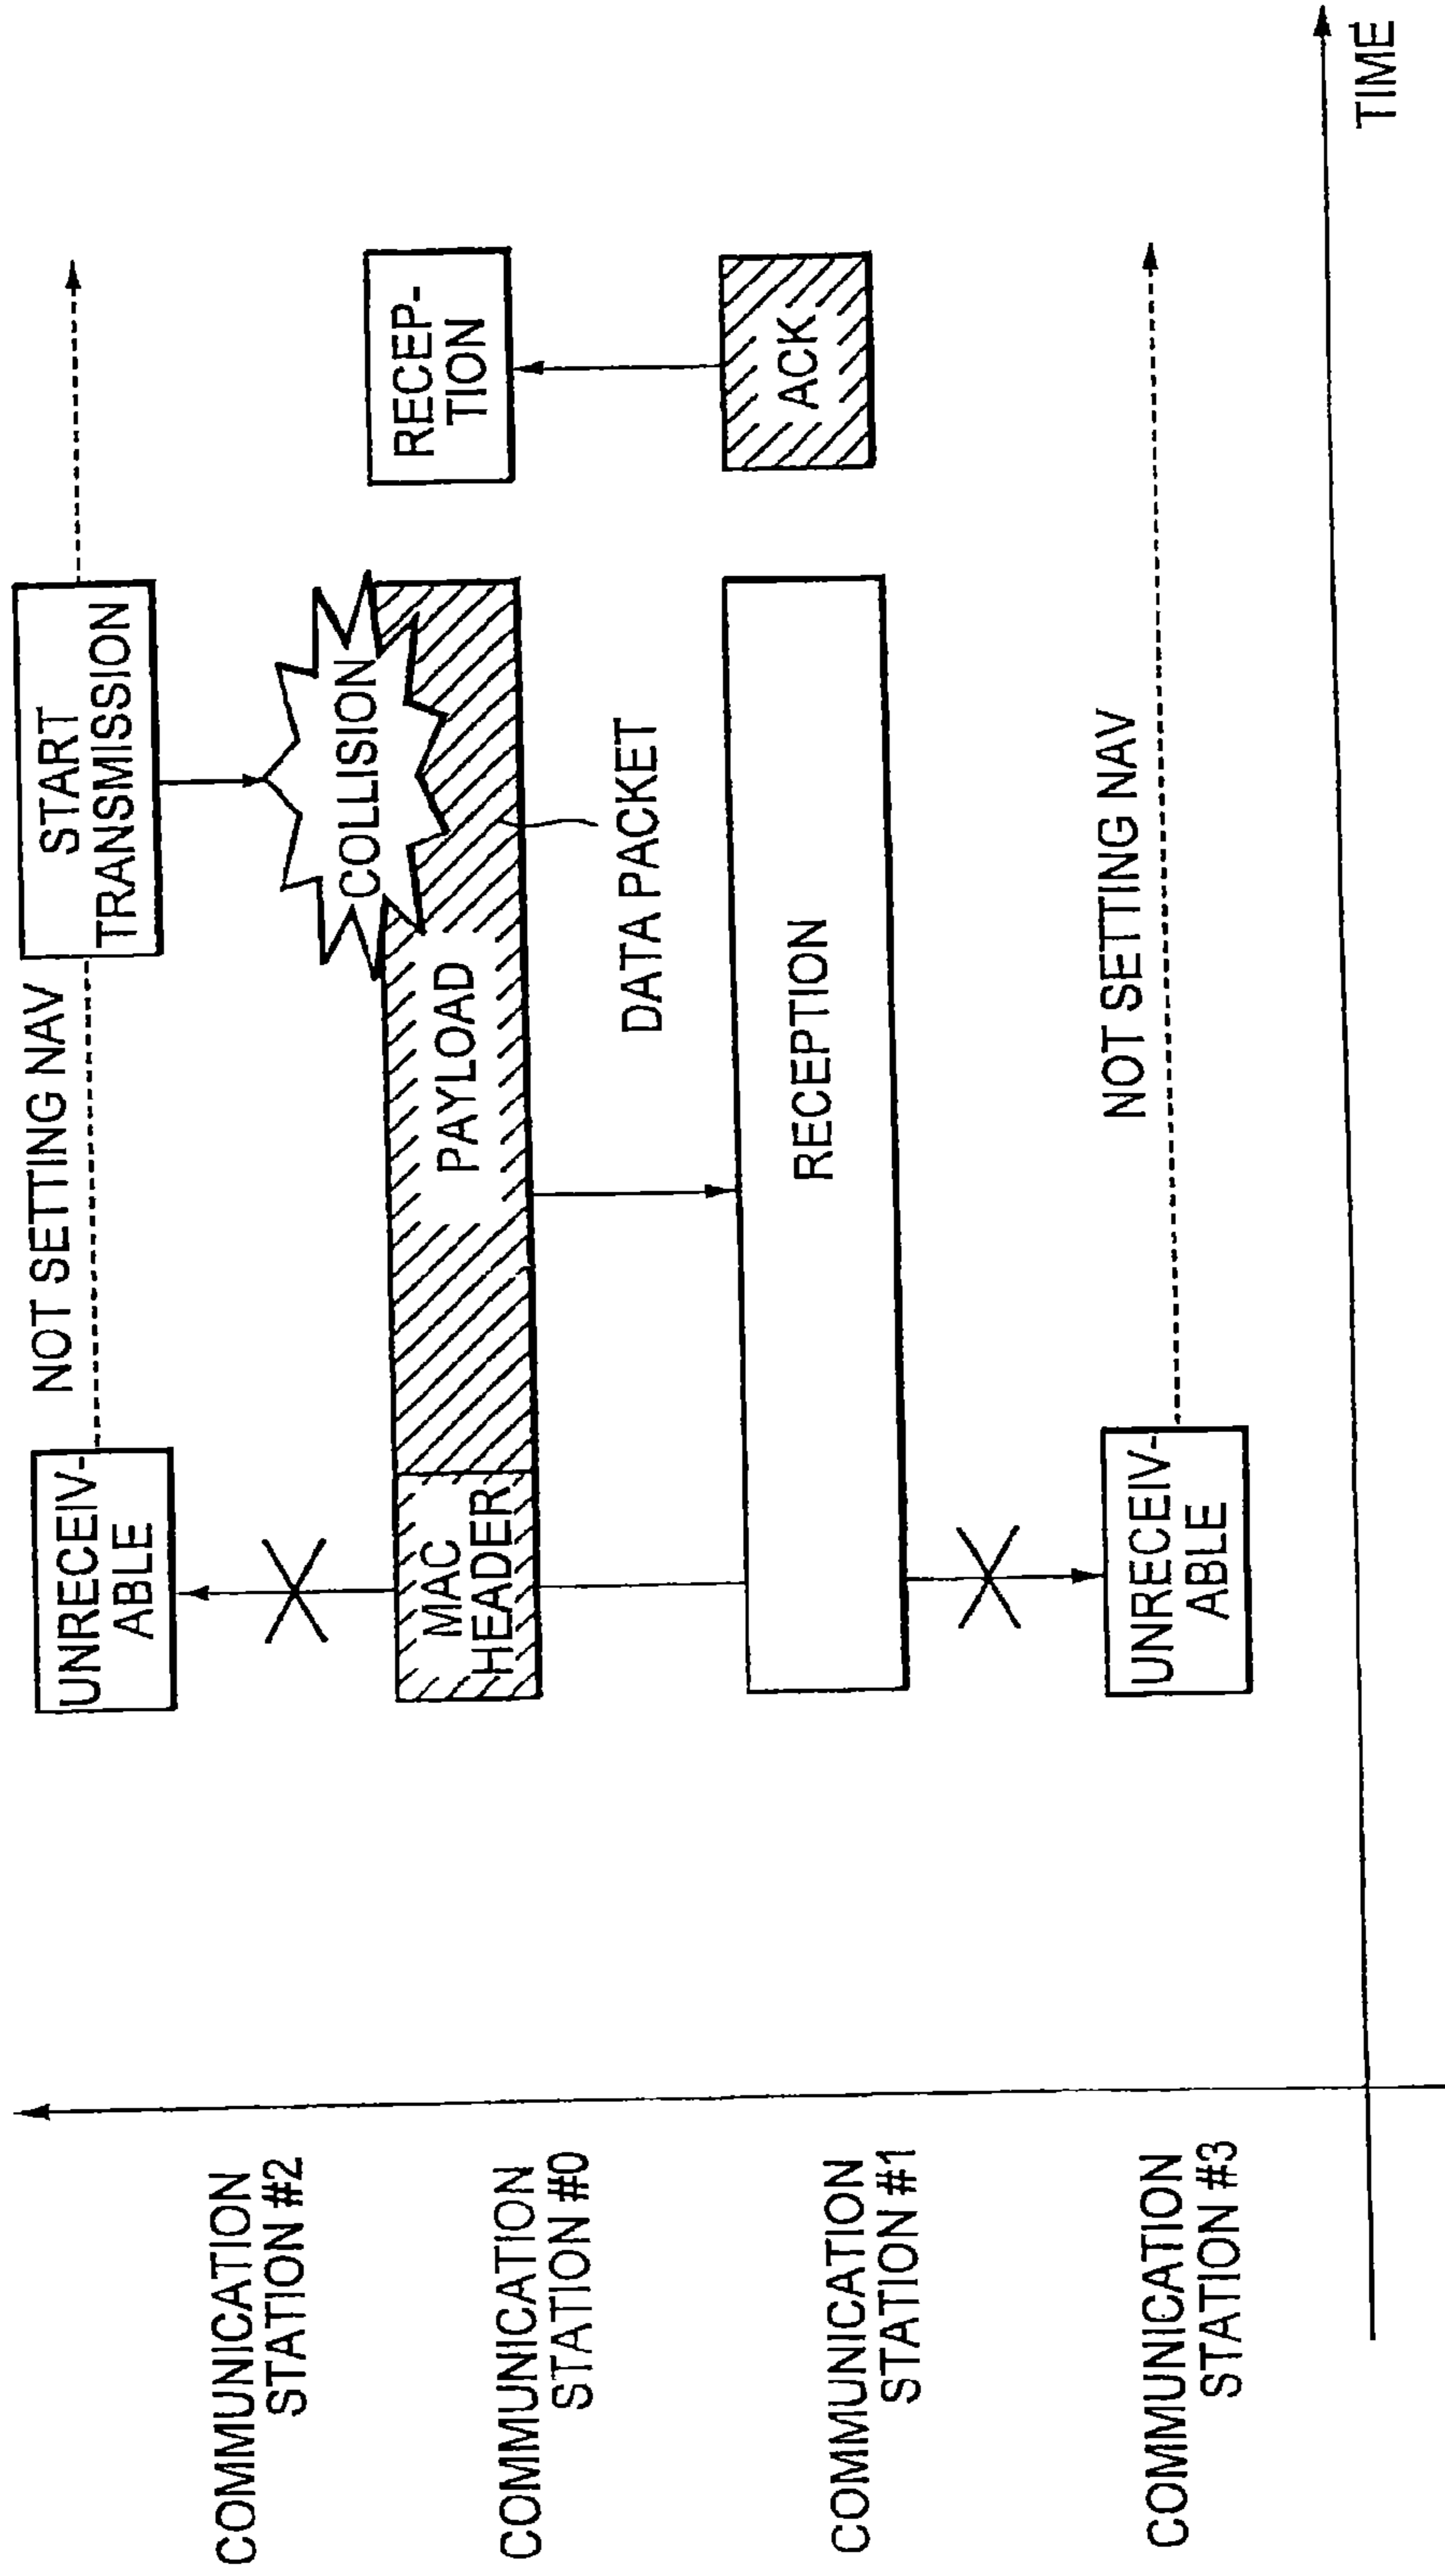 COMMUNICATION
STATION #2
UNRECEIV-
ABLE
NOT SETTING NAV
START
TRANSMISSION
COMMUNICATION
STATION #0
MAC
HEADER
PAYLOAD
COLLISION
RECEP-
TION
DATA PACKET
COMMUNICATION
STATION #1
RECEPTION
ACK
COMMUNICATION
STATION #3
UNRECEIV-
ABLE
NOT SETTING NAV
TIME